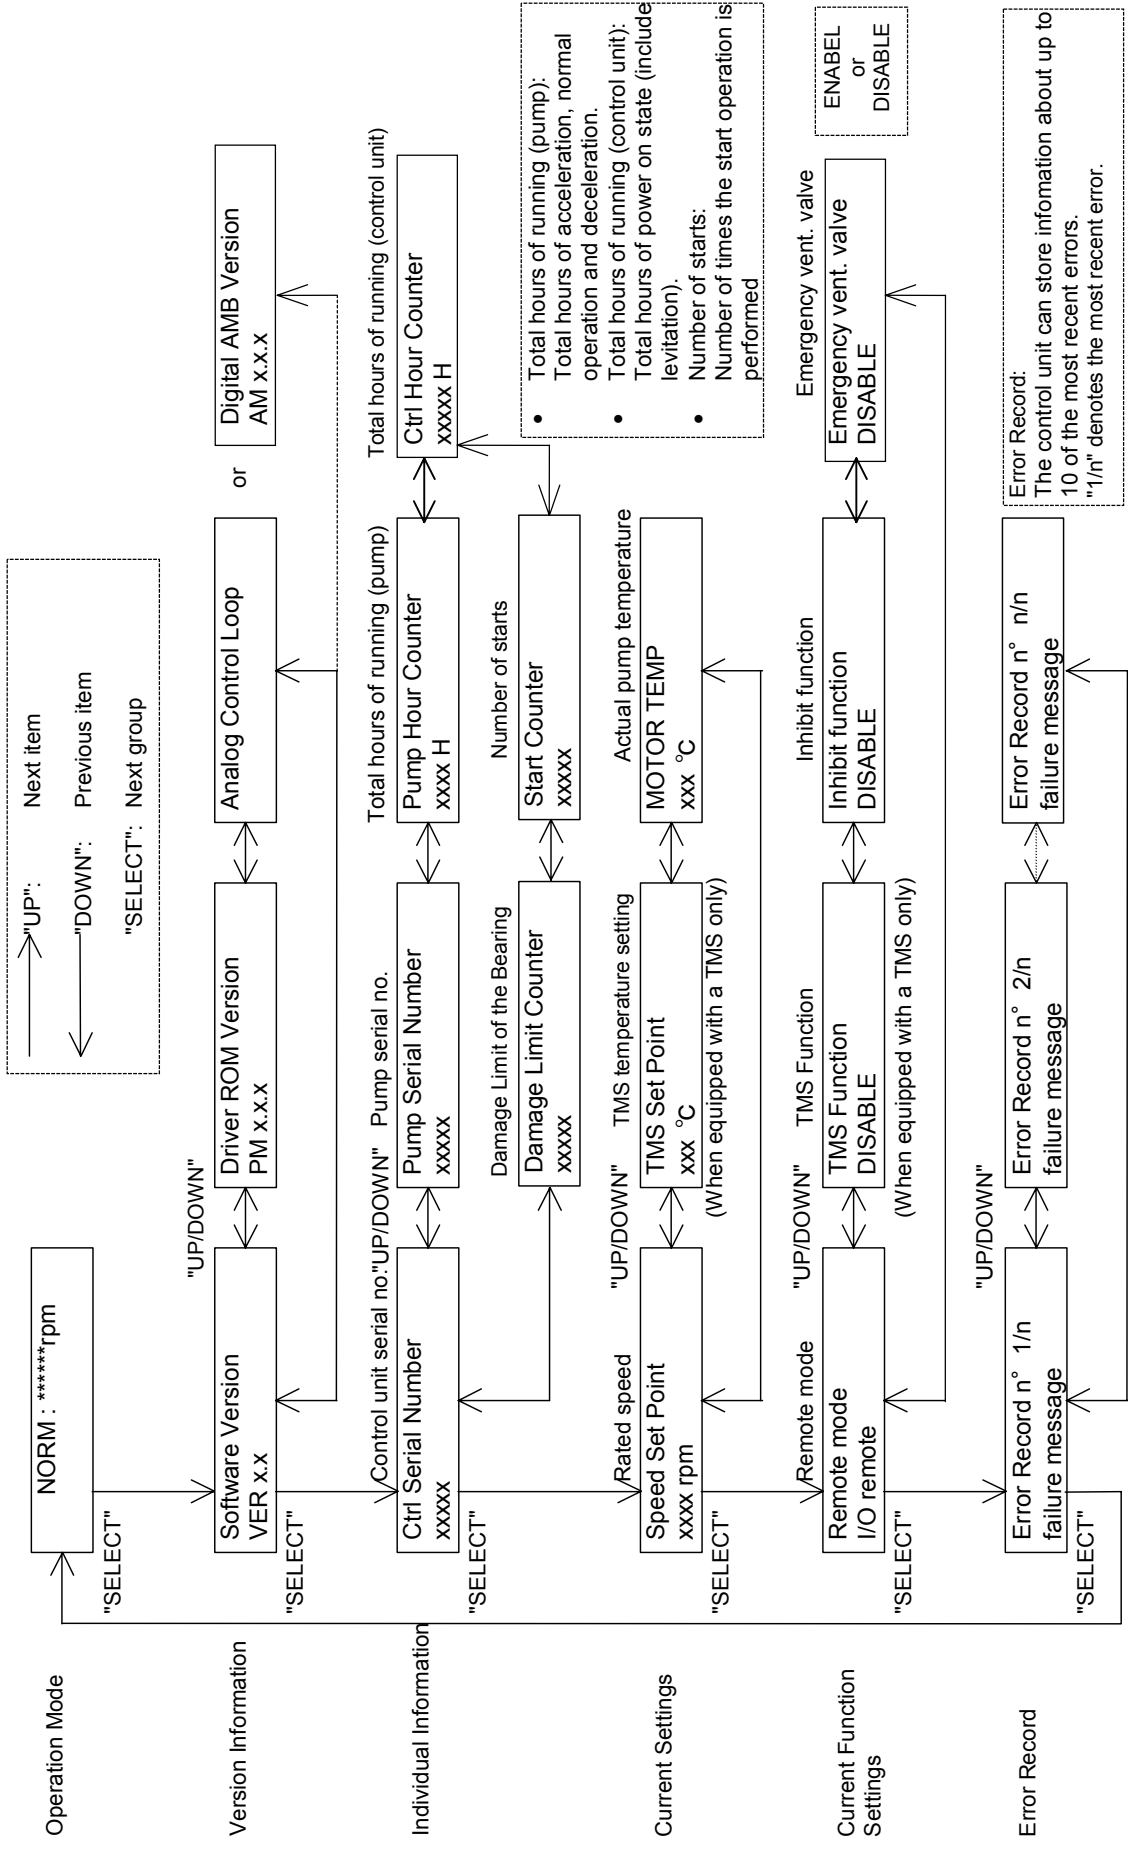 "UP": Next item
"DOWN": Previous item
"SELECT": Next group
Operation Mode
NORM : ******rpm
"SELECT"
Version Information
"UP/DOWN"
Software Version
VER x.x
Driver ROM Version
PM x.x.x
Analog Control Loop
or
Digital AMB Version
AM x.x.x
"SELECT"
Individual Information
Control unit serial no.
"UP/DOWN"
Pump serial no.
Total hours of running (pump)
Total hours of running (control unit)
Ctrl Serial Number
xxxxx
Pump Serial Number
xxxxx
Pump Hour Counter
xxxx H
Ctrl Hour Counter
xxxxx H
"SELECT"
Damage Limit of the Bearing
Number of starts
Damage Limit Counter
xxxxx
Start Counter
xxxxx
• Total hours of running (pump):
Total hours of acceleration, normal
operation and deceleration.
• Total hours of running (control unit):
Total hours of power on state (include
levitation).
• Number of starts:
Number of times the start operation is
performed
Current Settings
Rated speed
"UP/DOWN"
TMS temperature setting
Actual pump temperature
Speed Set Point
xxxx rpm
TMS Set Point
xxx °C
MOTOR TEMP
xxx °C
"SELECT"
(When equipped with a TMS only)
Current Function
Settings
Remote mode
"UP/DOWN"
TMS Function
Inhibit function
Emergency vent. valve
Remote mode
I/O remote
TMS Function
DISABLE
Inhibit function
DISABLE
Emergency vent. valve
DISABLE
ENABEL
or
DISABLE
"SELECT"
(When equipped with a TMS only)
Error Record
"UP/DOWN"
Error Record n° 1/n
failure message
Error Record n° 2/n
failure message
Error Record n° n/n
failure message
"SELECT"
Error Record:
The control unit can store infomation about up to
10 of the most recent errors.
"1/n" denotes the most recent error.